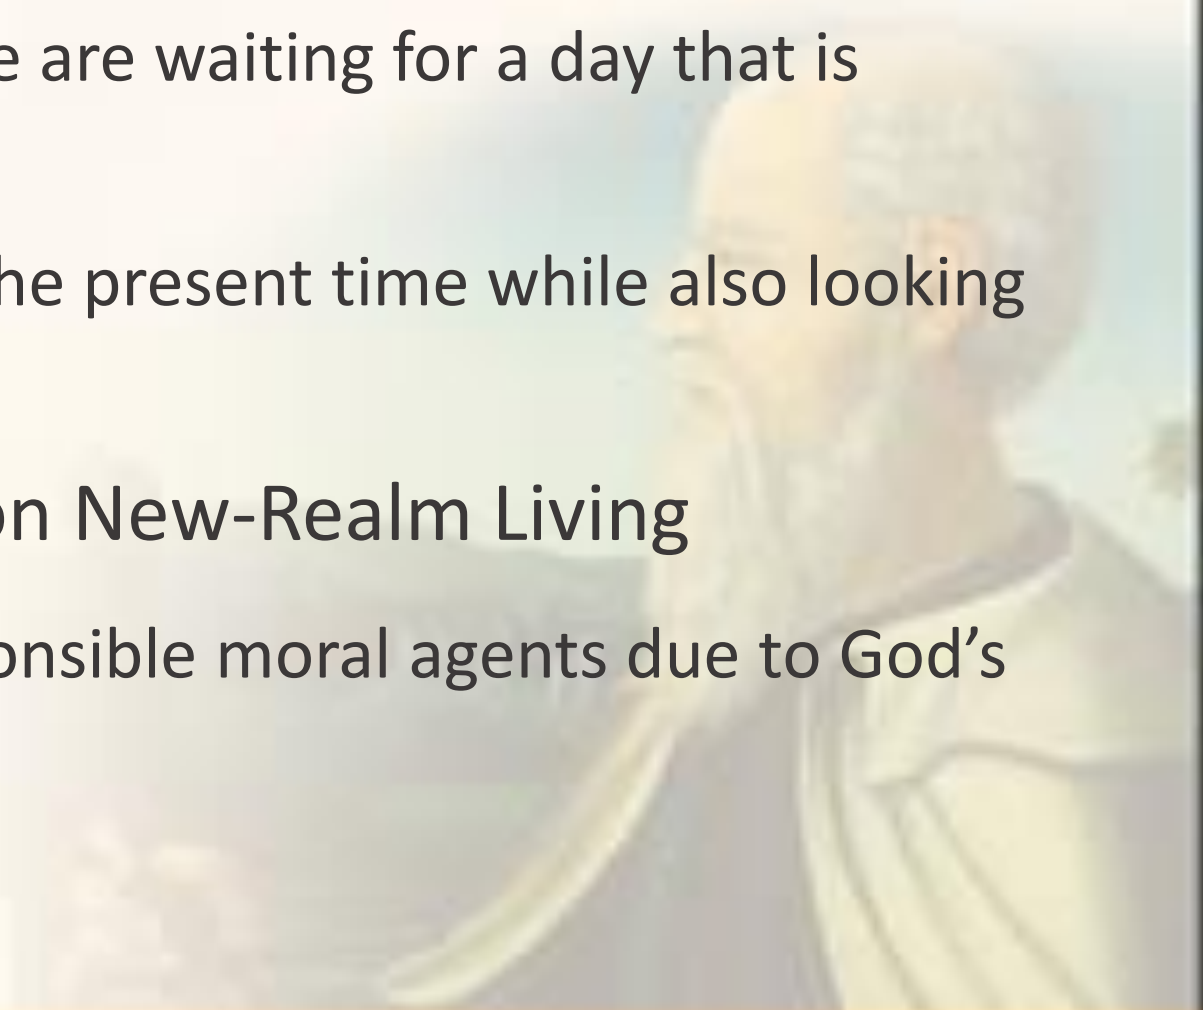 e are waiting for a day that is
he present time while also looking
on New-Realm Living
onsible moral agents due to God’s